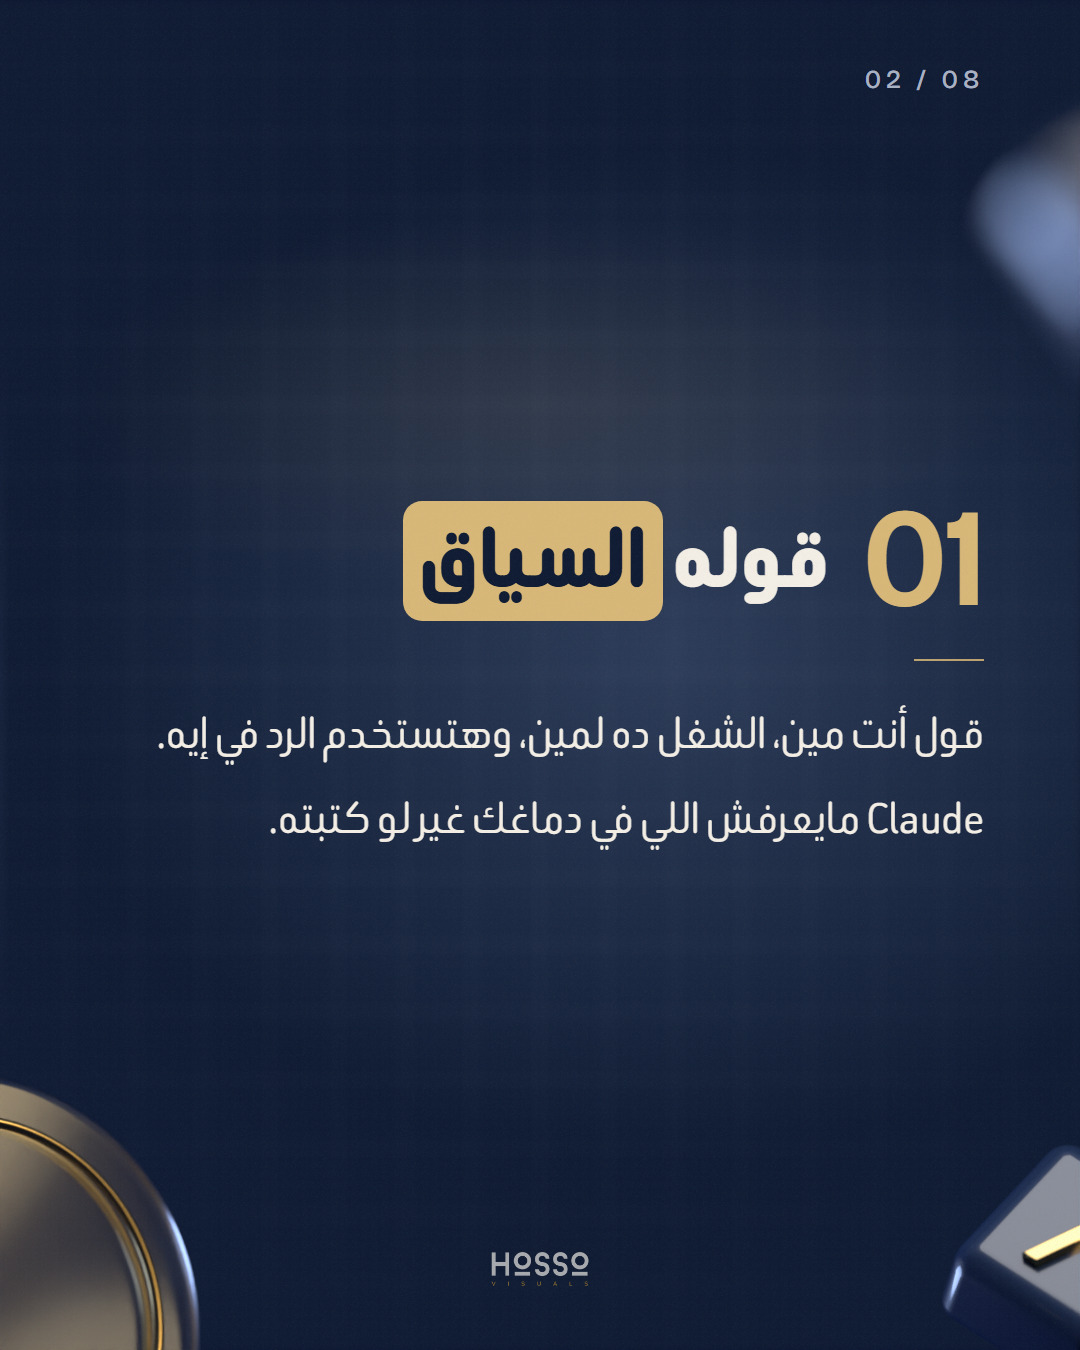 02 / 08
01 قوله السياق
قول أنت مين، الشغل ده لمين، وهتستخدم الرد في إيه.
Claude مايعرفش اللي في دماغك غير لو كتبته.
HOSSO
VISUALS